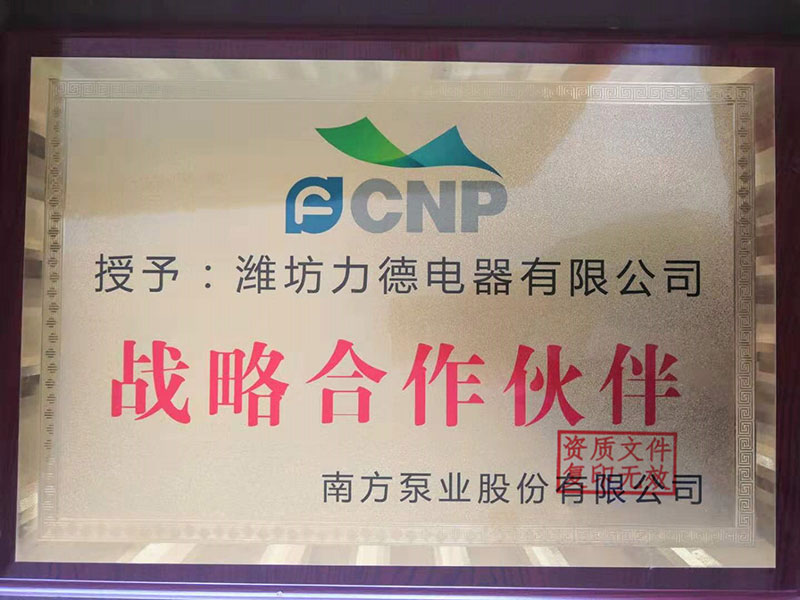 CNP
授予：潍坊力德电器有限公司
战略合作伙伴
资质文件
复印无效
南方泵业股份有限公司